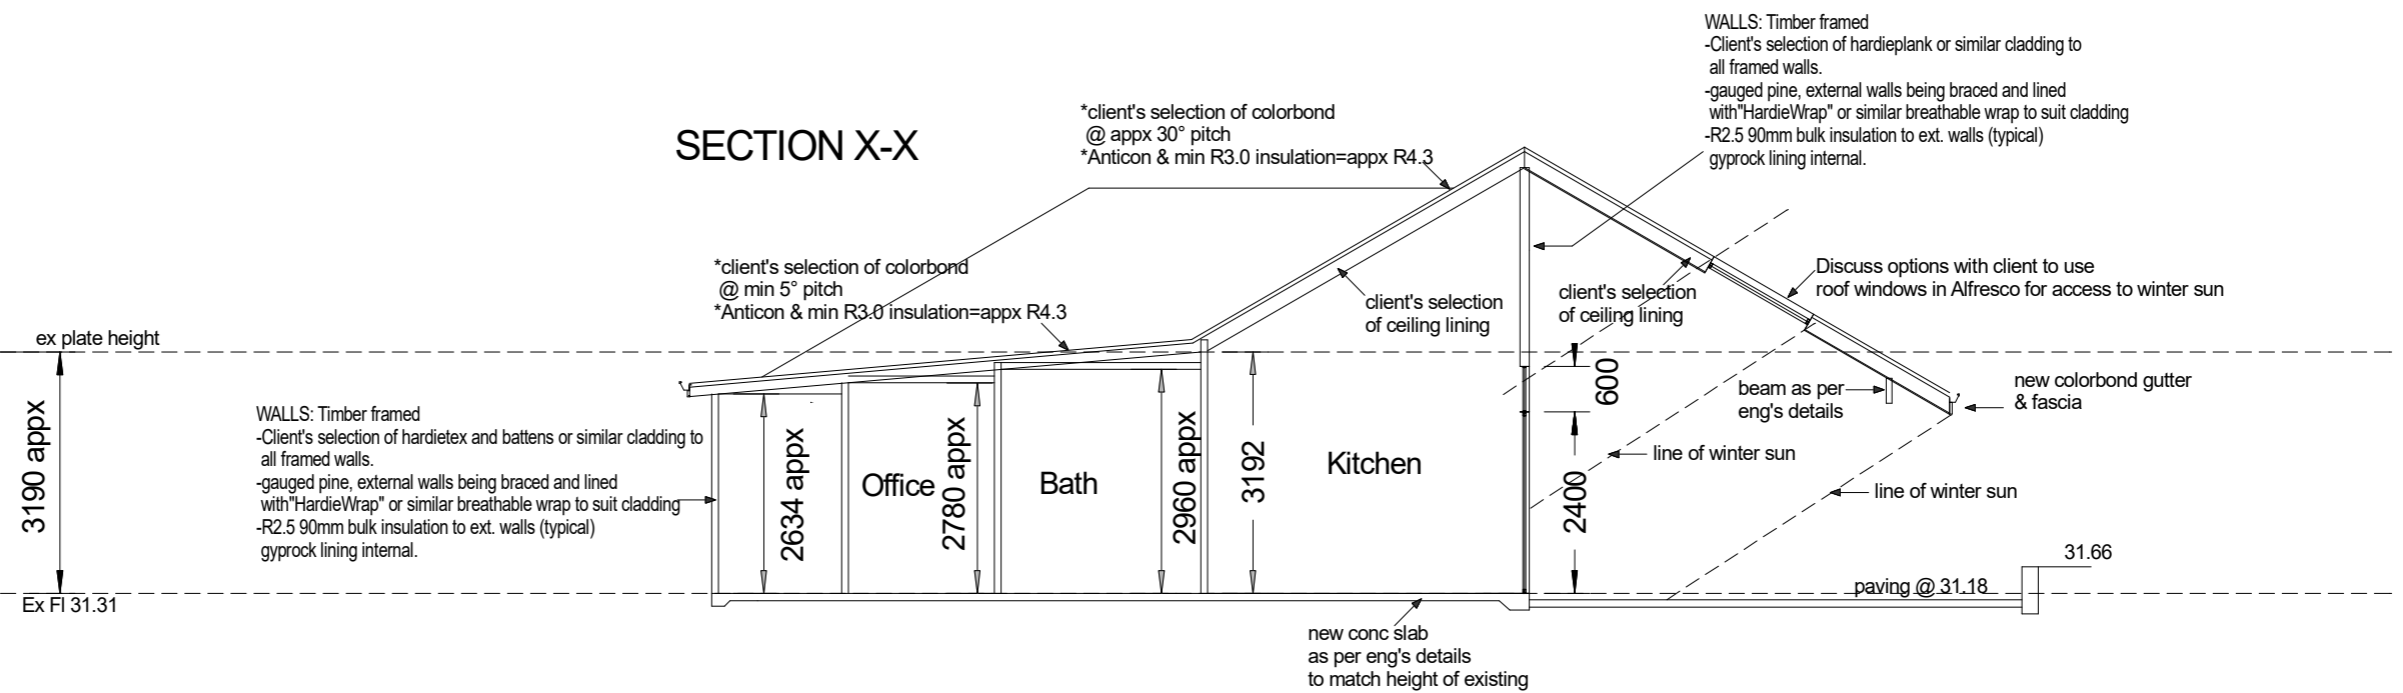 WALLS: Timber framed
-Client's selection of hardieplank or similar cladding to
all framed walls.
-gauged pine, external walls being braced and lined
with"HardieWrap" or similar breathable wrap to suit cladding
-R2.5 90mm bulk insulation to ext. walls (typical)
gyprock lining internal.
SECTION X-X
*client's selection of colorbond
@ appx 30° pitch
*Anticon & min R3.0 insulation=appx R4.3
*client's selection of colorbond
@ min 5° pitch
*Anticon & min R3.0 insulation=appx R4.3
client's selection
of ceiling lining
client's selection
of ceiling lining
Discuss options with client to use
roof windows in Alfresco for access to winter sun
ex plate height
3190 appx
WALLS: Timber framed
-Client's selection of hardietex and battens or similar cladding to
all framed walls.
-gauged pine, external walls being braced and lined
with"HardieWrap" or similar breathable wrap to suit cladding
-R2.5 90mm bulk insulation to ext. walls (typical)
gyprock lining internal.
2634 appx
Office
2780 appx
Bath
2960 appx
3192
Kitchen
600
2400
beam as per
eng's details
new colorbond gutter
& fascia
line of winter sun
line of winter sun
31.66
paving @ 31.18
Ex Fl 31.31
new conc slab
as per eng's details
to match height of existing